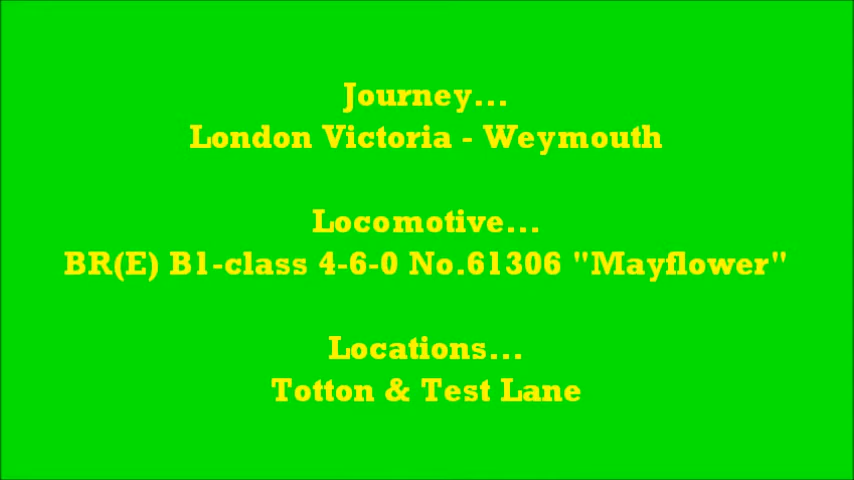 Journey...
London Victoria - Weymouth
Locomotive...
BR(E) B1-class 4-6-0 No.61306 "Mayflower"
Locations...
Totton & Test Lane